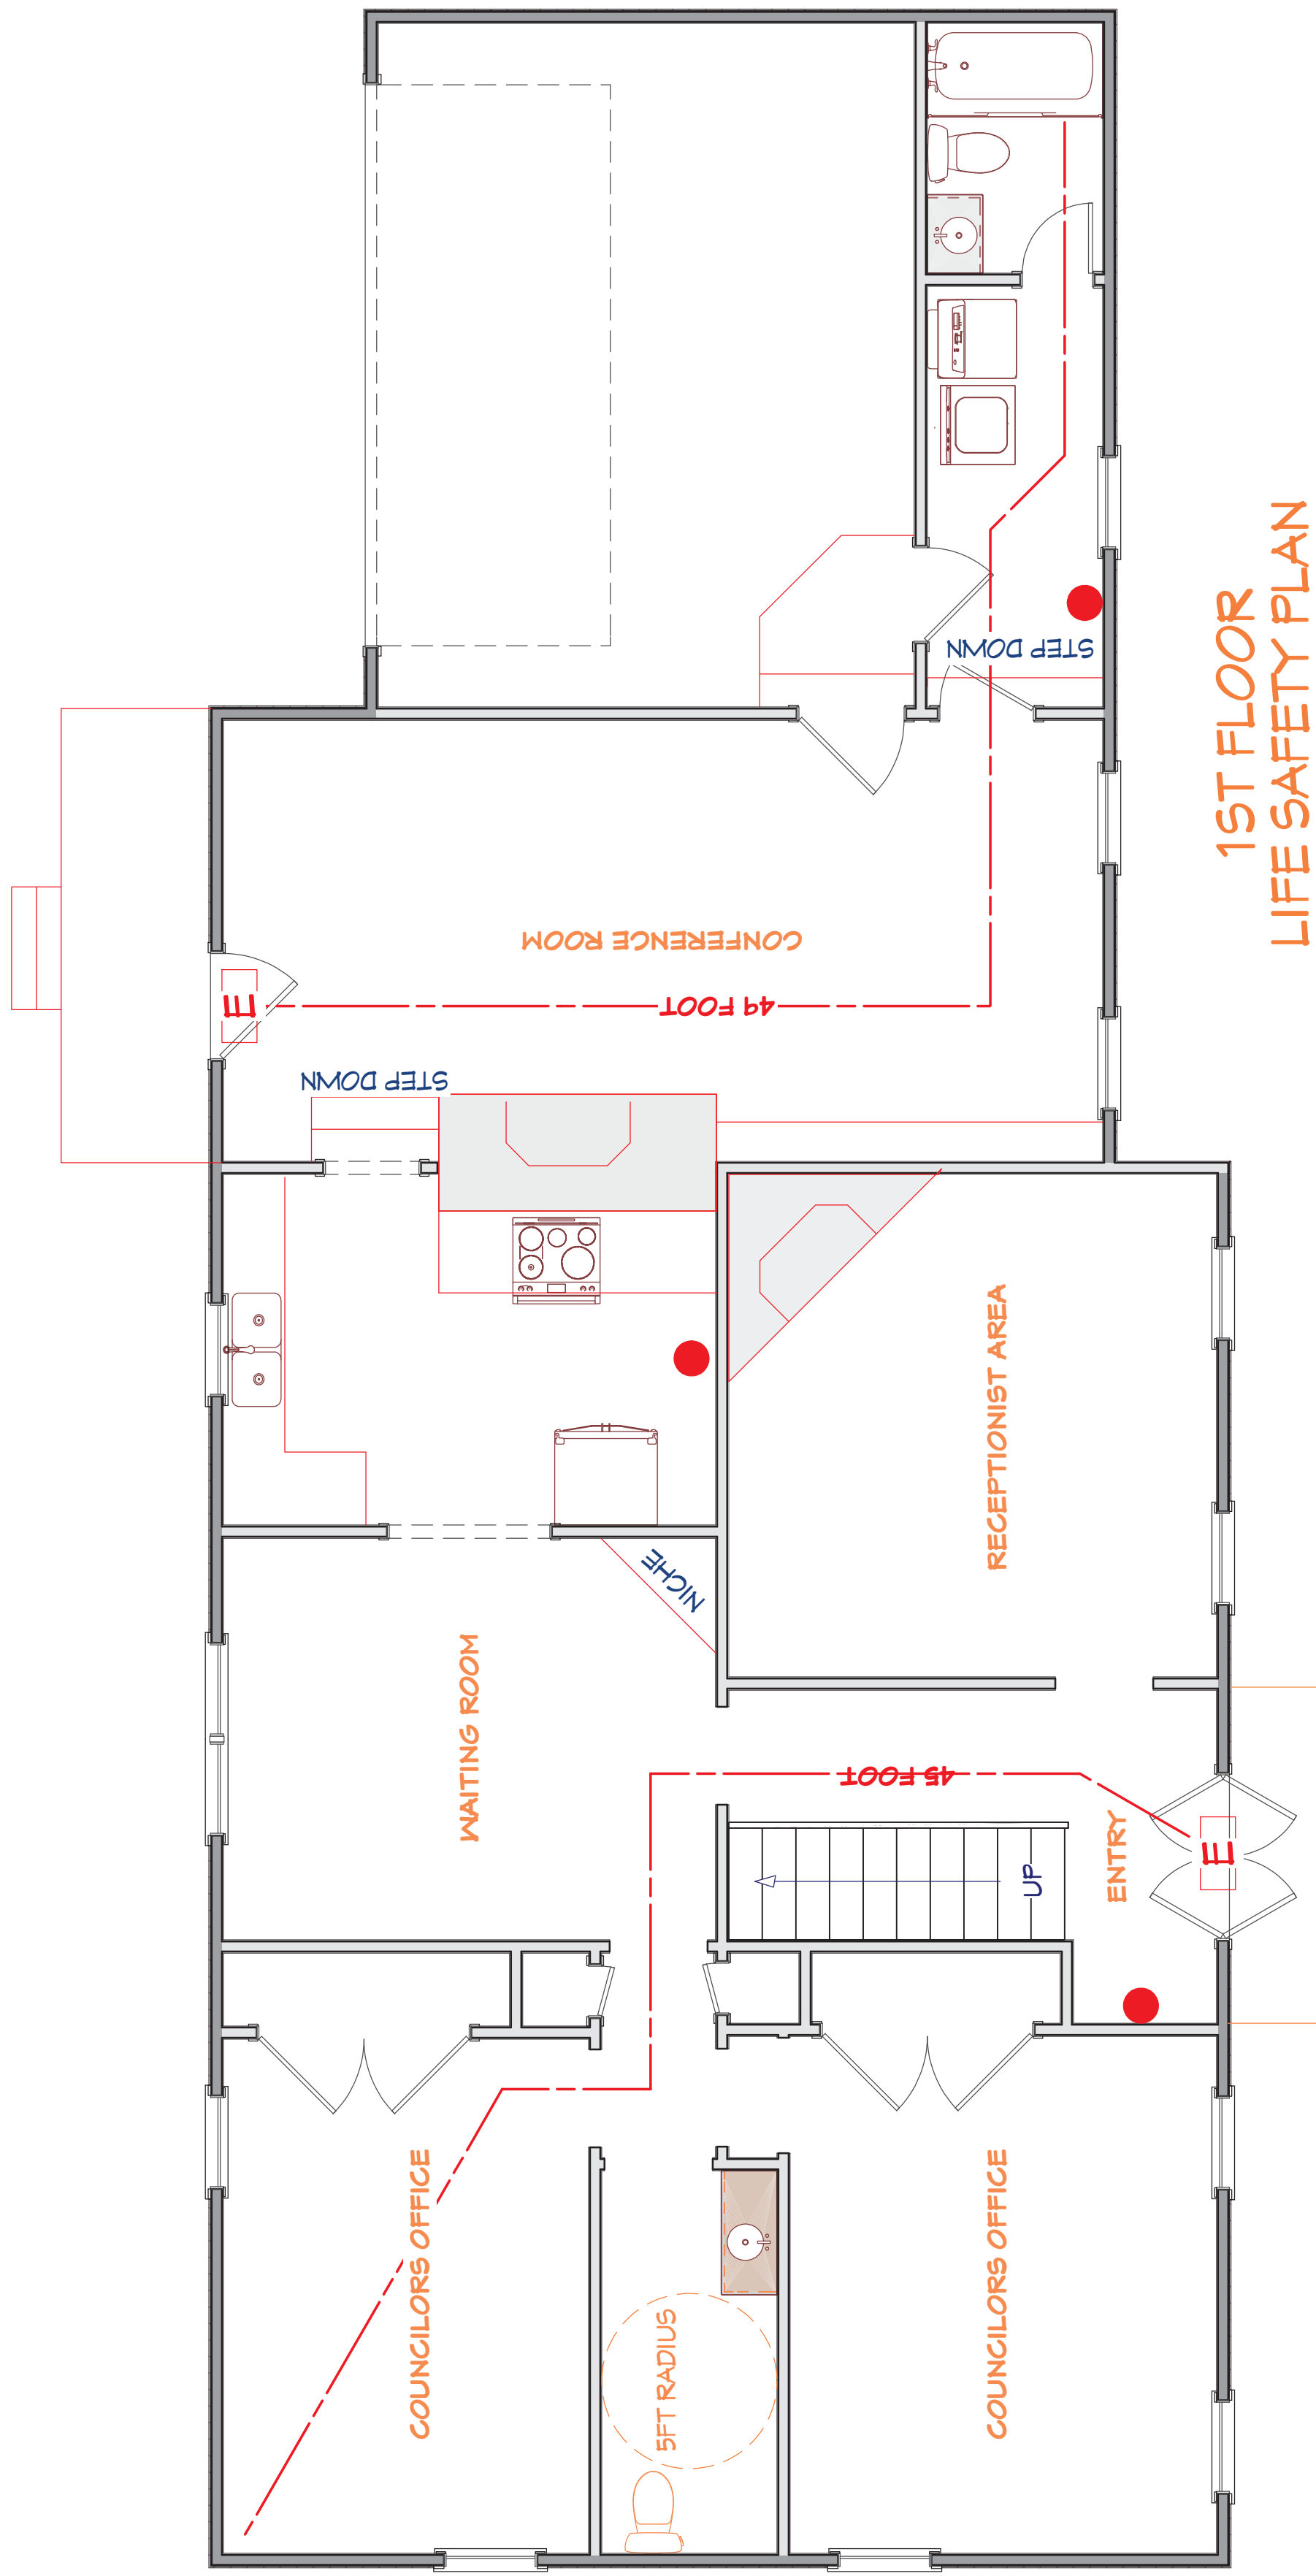 1ST FLOOR
LIFE SAFETY PLAN
STEP DOWN
CONFERENCE ROOM
E
49 FOOT
STEP DOWN
RECEPTIONIST AREA
NICHE
WAITING ROOM
45 FOOT
UP
ENTRY
E
COUNCILORS OFFICE
COUNCILORS OFFICE
5FT RADIUS